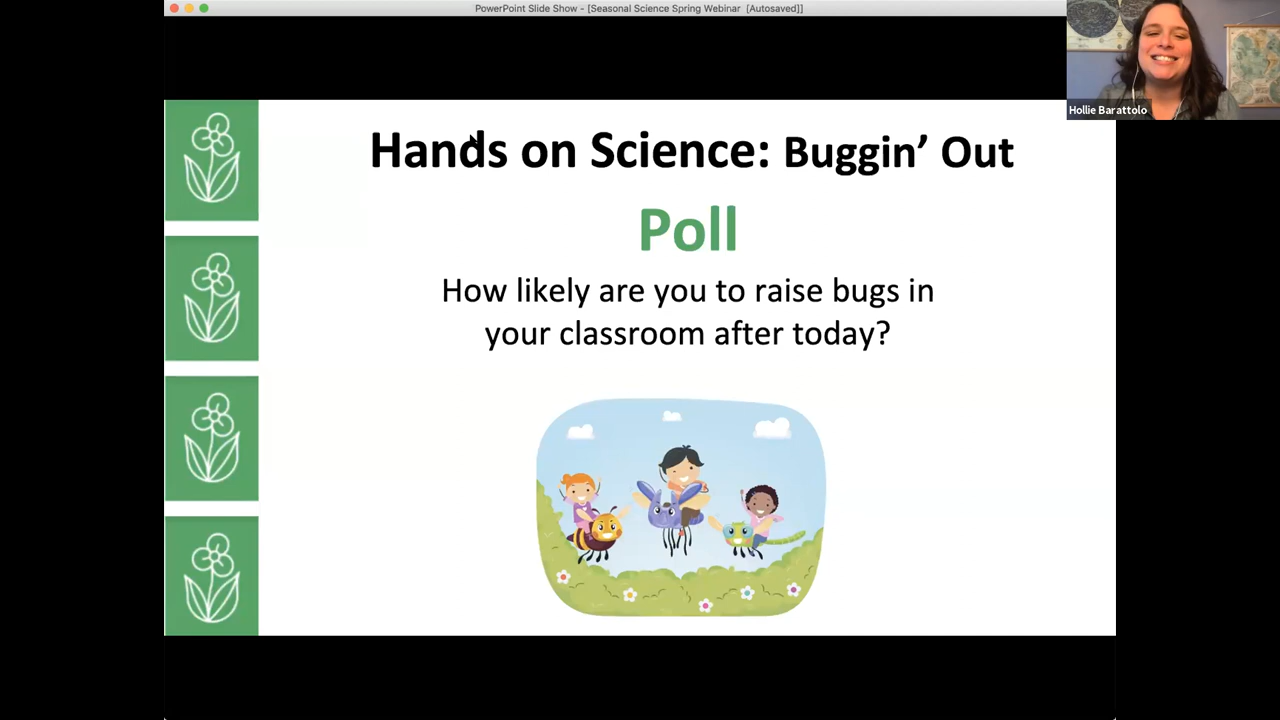 PowerPoint Slide Show - [Seasonal Science Spring Webinar [Autosaved]]
Hollie Barattolo
Hands on Science: Buggin’ Out
Poll
How likely are you to raise bugs in
your classroom after today?